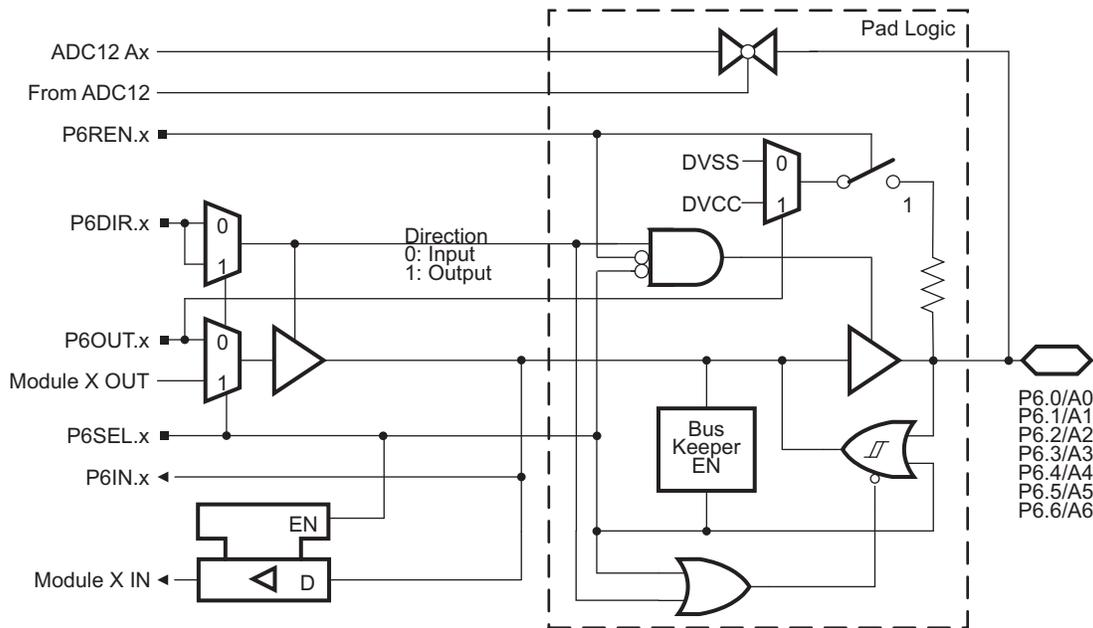 Pad Logic
ADC12 Ax
From ADC12
P6REN.x
DVSS
0
DVCC
1
1
P6DIR.x
0
1
Direction
0: Input
1: Output
P6OUT.x
0
Module X OUT
1
P6SEL.x
Bus
Keeper
EN
P6IN.x
EN
Module X IN
D
P6.0/A0
P6.1/A1
P6.2/A2
P6.3/A3
P6.4/A4
P6.5/A5
P6.6/A6